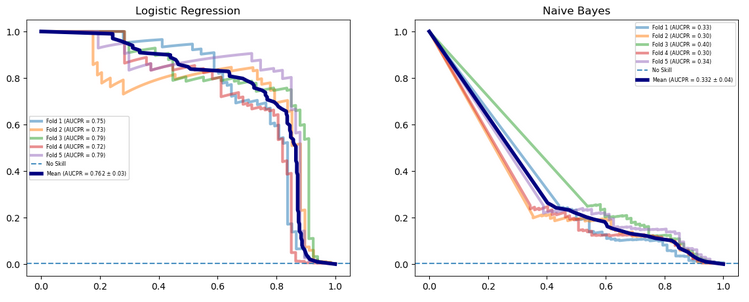 Logistic Regression
1.0
0.8
0.6
0.4
0.2
0.0
Fold 1 (AUCPR = 0.75)
Fold 2 (AUCPR = 0.73)
Fold 3 (AUCPR = 0.79)
Fold 4 (AUCPR = 0.72)
Fold 5 (AUCPR = 0.79)
No Skill
Mean (AUCPR = 0.762 ± 0.03)
0.0 0.2 0.4 0.6 0.8 1.0
Naive Bayes
1.0
0.8
0.6
0.4
0.2
0.0
Fold 1 (AUCPR = 0.33)
Fold 2 (AUCPR = 0.30)
Fold 3 (AUCPR = 0.40)
Fold 4 (AUCPR = 0.30)
Fold 5 (AUCPR = 0.34)
No Skill
Mean (AUCPR = 0.332 ± 0.04)
0.0 0.2 0.4 0.6 0.8 1.0